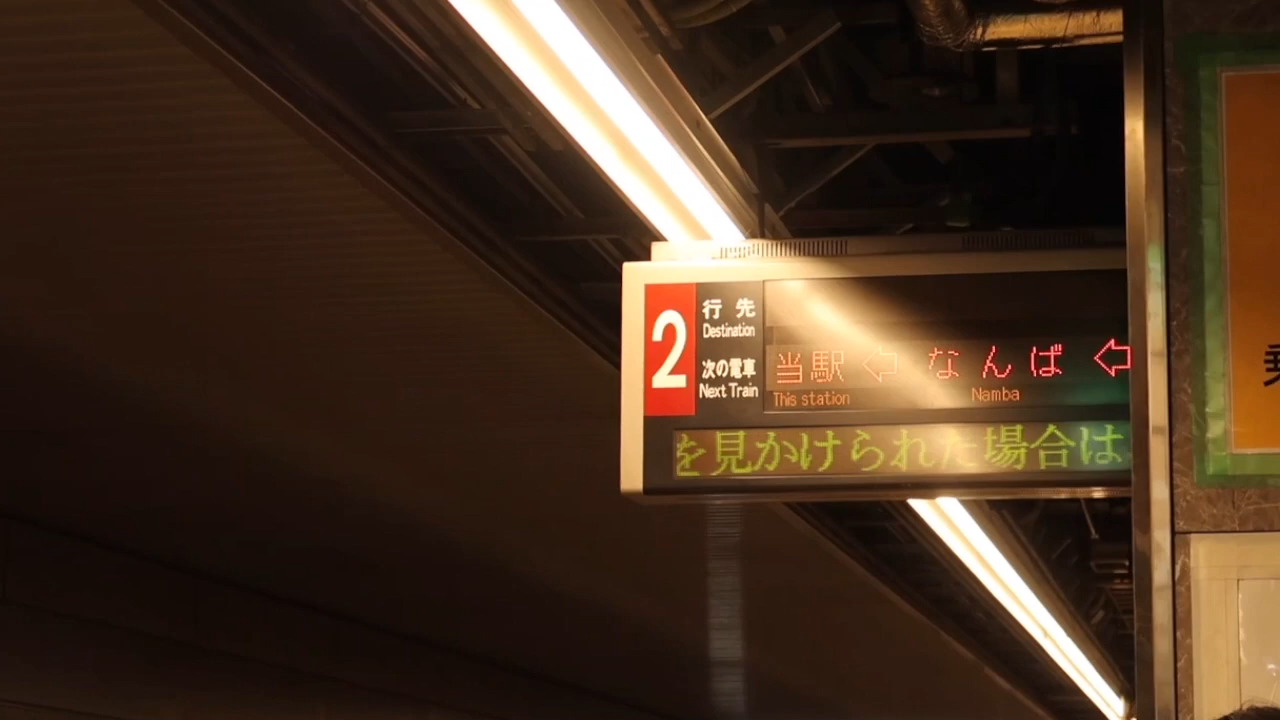 2
行先
Destination
次の電車
Next Train
当駅 ⇦ なんば ⇦
This station Namba
を見かけられた場合は